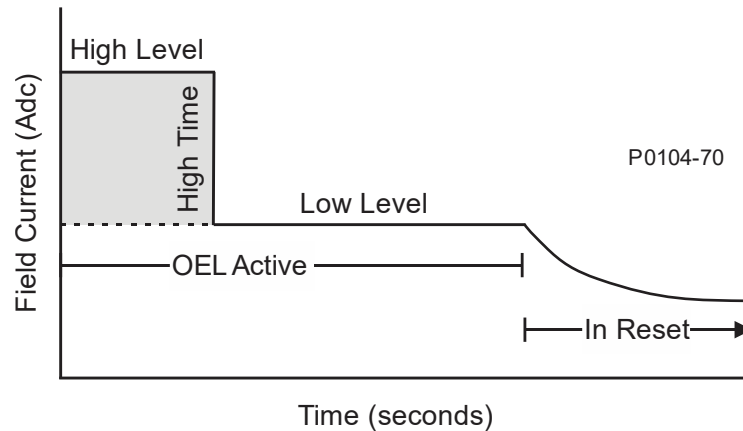 High Level
Field Current (Adc)
High Time
P0104-70
Low Level
OEL Active
In Reset
Time (seconds)